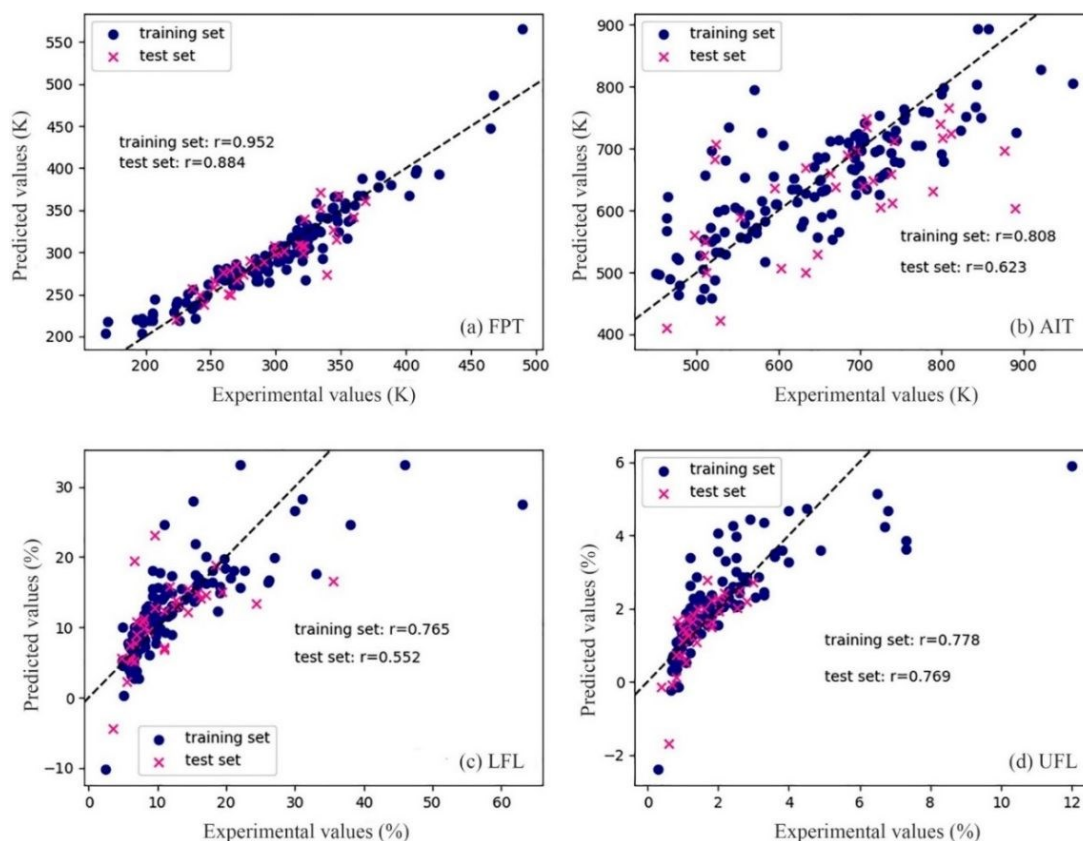 training set
test set
training set: r=0.952
test set: r=0.884
(a) FPT
Predicted values (K)
550
500
450
400
350
300
250
200
200 250 300 350 400 450 500
Experimental values (K)
training set
test set
training set: r=0.808
test set: r=0.623
(b) AIT
Predicted values (K)
900
800
700
600
500
400
500 600 700 800 900
Experimental values (K)
training set: r=0.765
test set: r=0.552
training set
test set
(c) LFL
Predicted values (%)
30
20
10
0
−10
0 10 20 30 40 50 60
Experimental values (%)
training set
test set
training set: r=0.778
test set: r=0.769
(d) UFL
Predicted values (%)
6
4
2
0
−2
0 2 4 6 8 10 12
Experimental values (%)